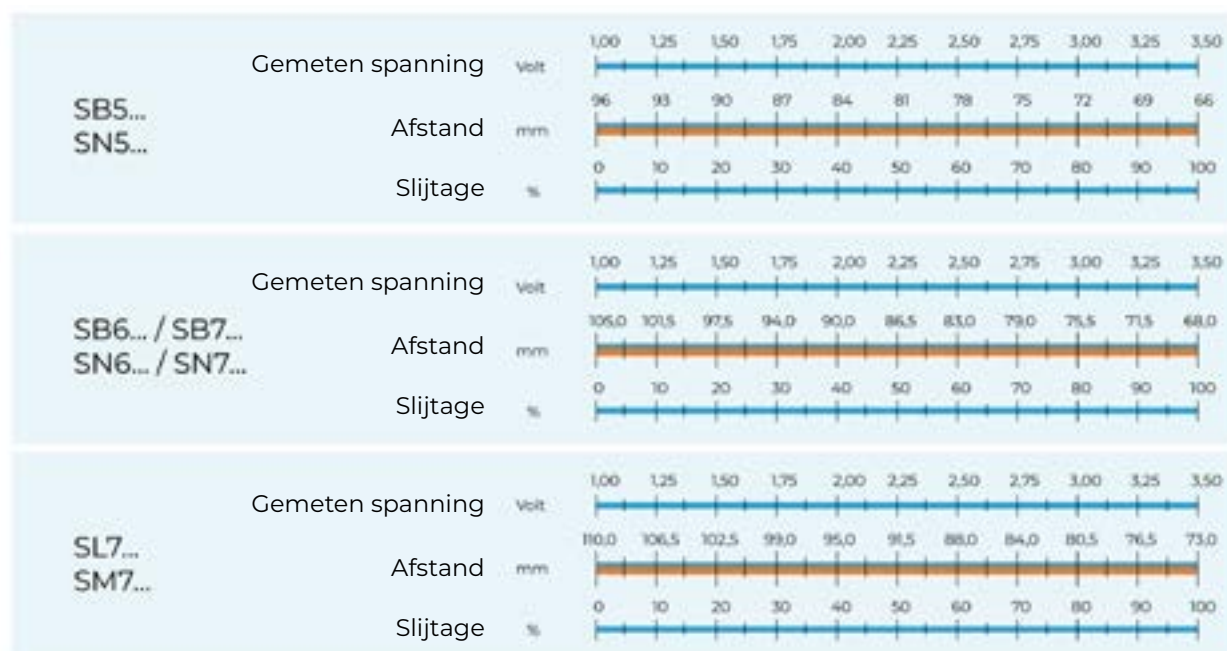 1,00 1,25 1,50 1,75 2,00 2,25 2,50 2,75 3,00 3,25 3,50
Gemeten spanning Volt
96 93 90 87 84 81 78 75 72 69 66
SB5...
SN5...
Afstand mm
0 10 20 30 40 50 60 70 80 90 100
Slijtage %
1,00 1,25 1,50 1,75 2,00 2,25 2,50 2,75 3,00 3,25 3,50
Gemeten spanning Volt
105,0 101,5 97,5 94,0 90,0 86,5 83,0 79,0 75,5 71,5 68,0
SB6... / SB7...
SN6... / SN7...
Afstand mm
0 10 20 30 40 50 60 70 80 90 100
Slijtage %
1,00 1,25 1,50 1,75 2,00 2,25 2,50 2,75 3,00 3,25 3,50
Gemeten spanning Volt
110,0 106,5 102,5 99,0 95,0 91,5 88,0 84,0 80,5 76,5 73,0
SL7...
SM7...
Afstand mm
0 10 20 30 40 50 60 70 80 90 100
Slijtage %